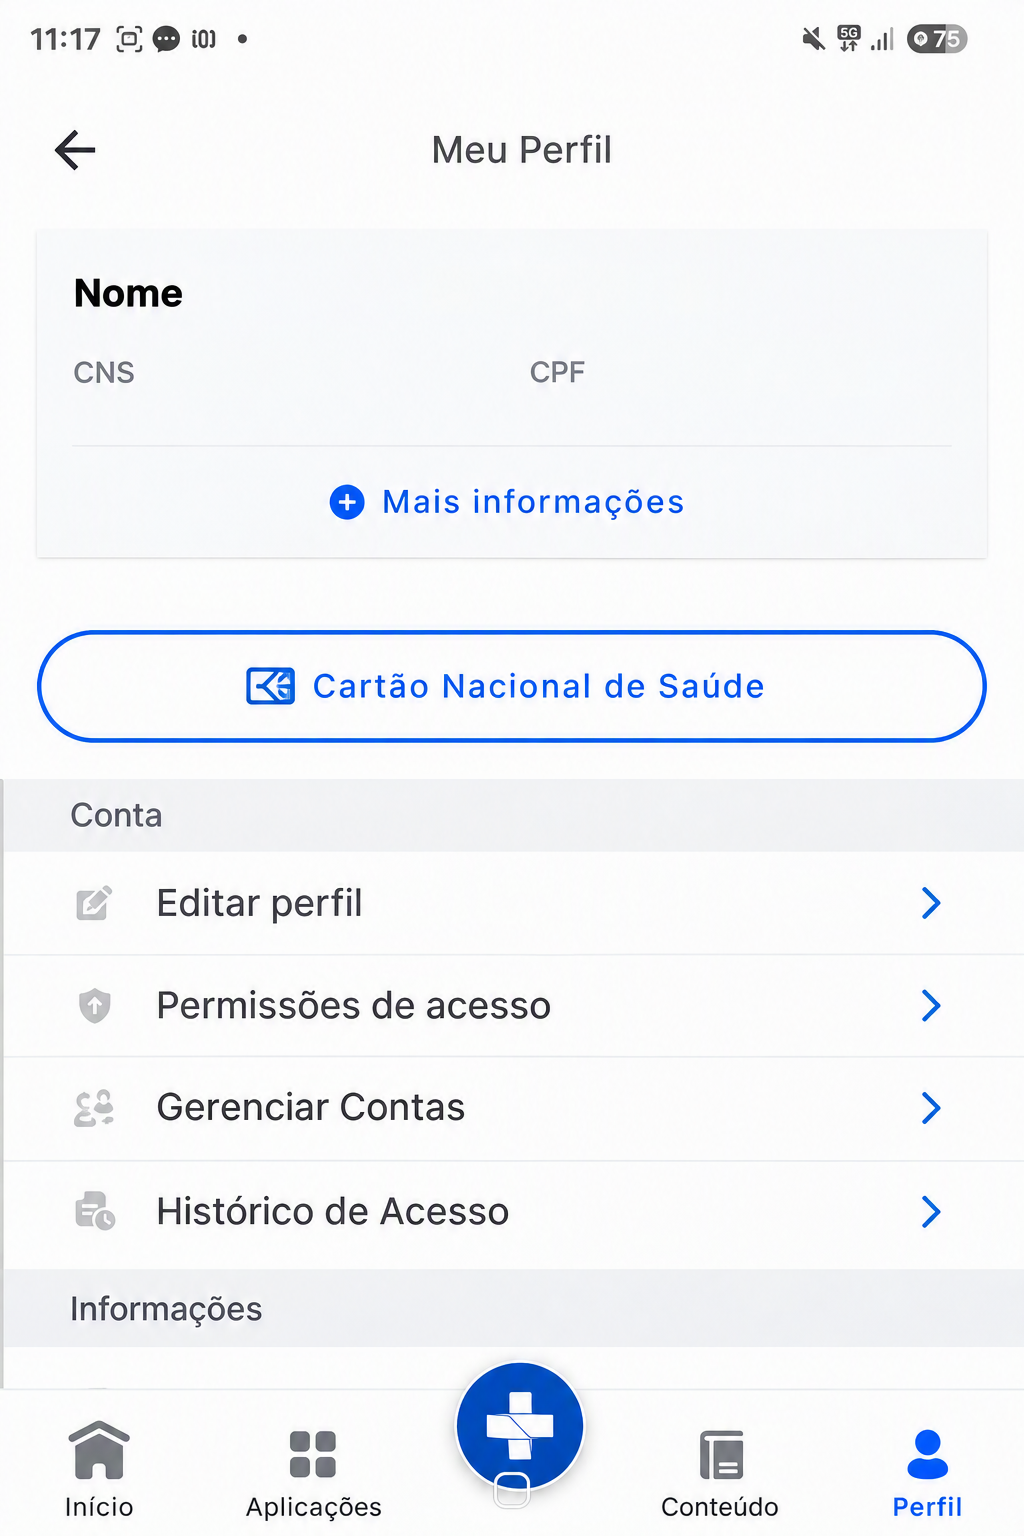 11:17
5G
75
Meu Perfil
Nome
CNS CPF
Mais informações
Cartão Nacional de Saúde
Conta
Editar perfil
Permissões de acesso
Gerenciar Contas
Histórico de Acesso
Informações
Início Aplicações Conteúdo Perfil